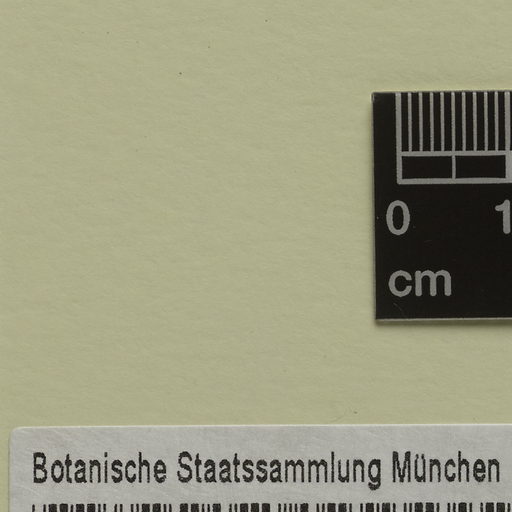 0 1
cm
Botanische Staatssammlung München